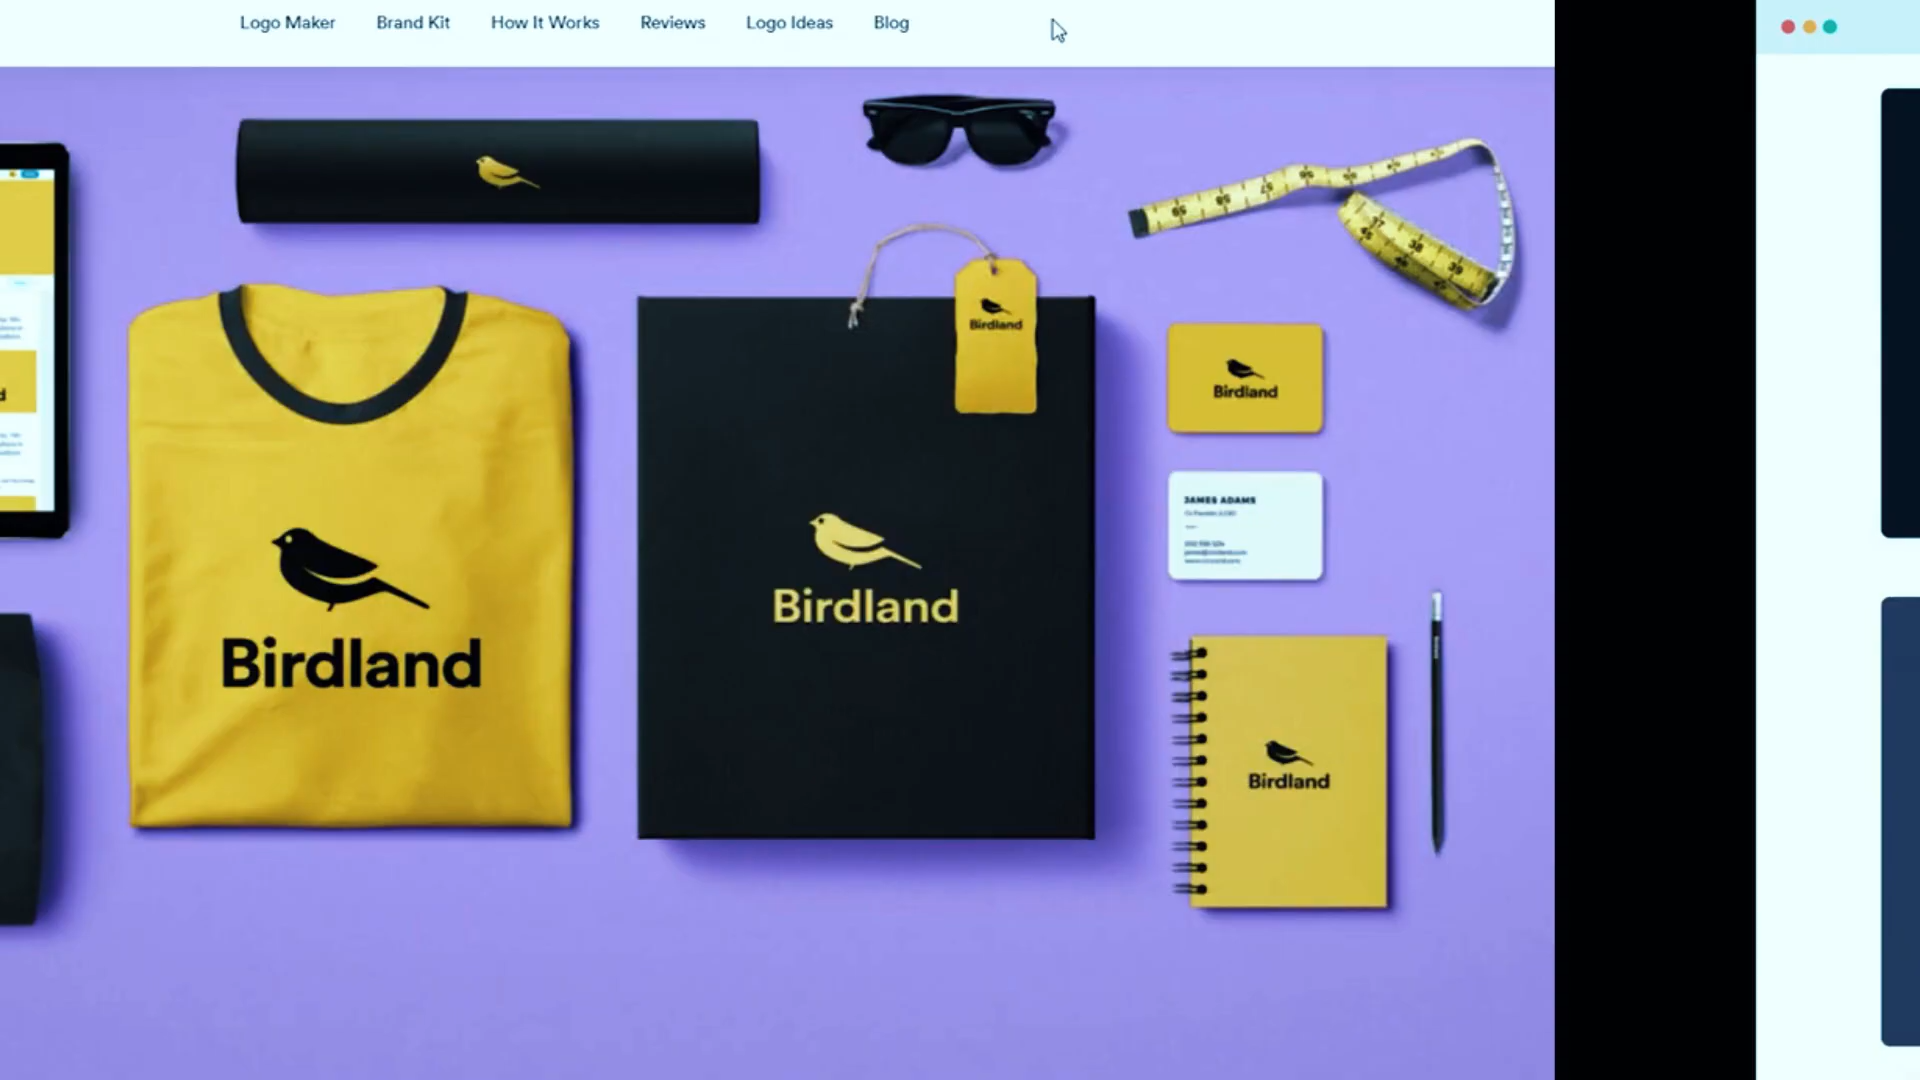 Logo Maker Brand Kit How It Works Reviews Logo Ideas Blog
Birdland
Birdland
Birdland
Birdland
JAMES ADAMS
Birdland